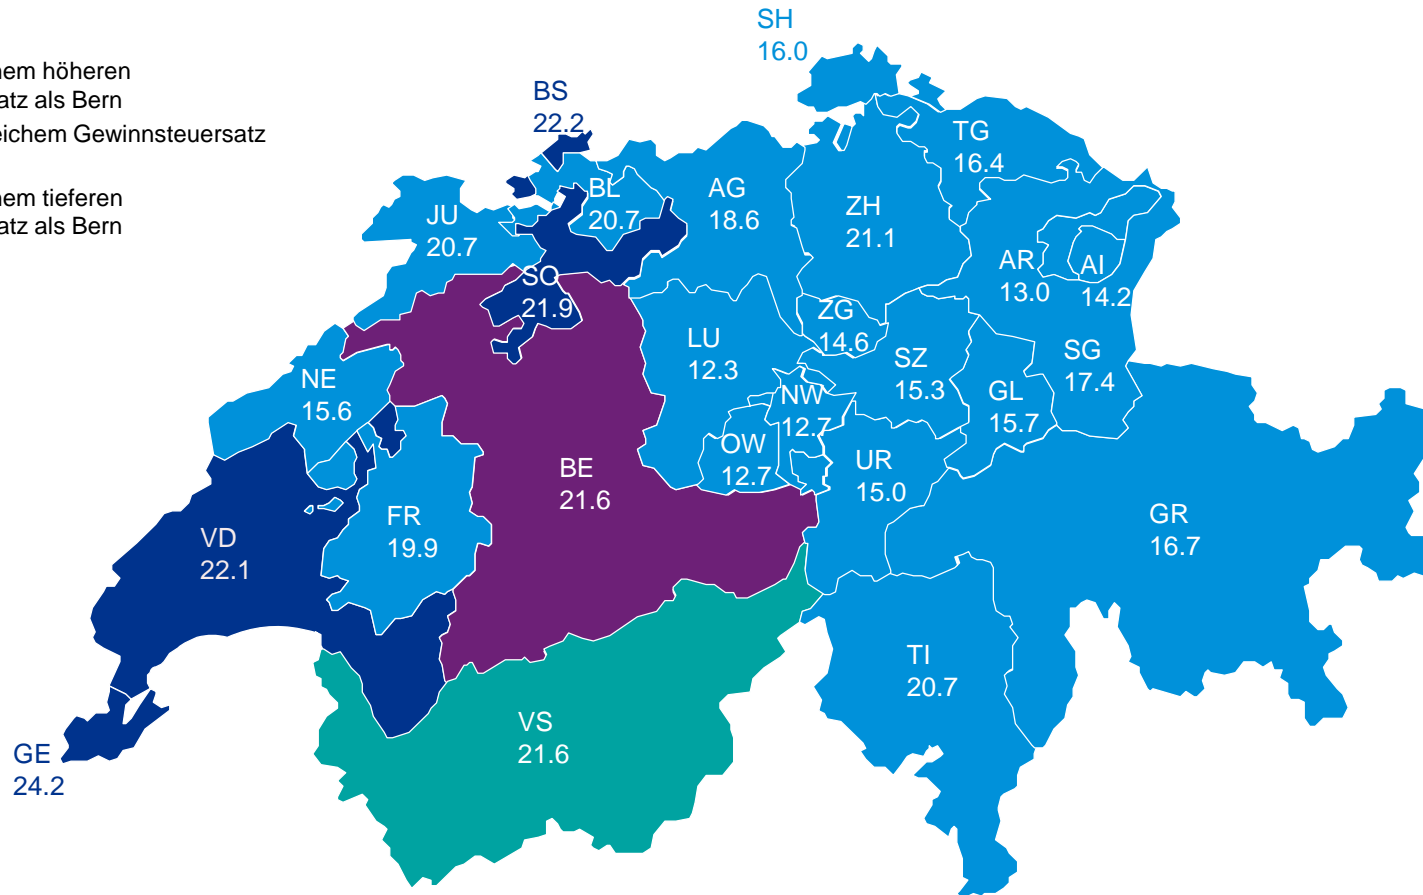 nem höheren
atz als Bern
eichem Gewinnsteuersatz
nem tieferen
atz als Bern
SH
16.0
BS
22.2
TG
16.4
BL
20.7
AG
18.6
ZH
21.1
JU
20.7
AR
13.0
AI
14.2
SO
21.9
ZG
14.6
LU
12.3
SZ
15.3
SG
17.4
NE
15.6
NW
12.7
GL
15.7
OW
12.7
UR
15.0
BE
21.6
FR
19.9
GR
16.7
VD
22.1
TI
20.7
VS
21.6
GE
24.2